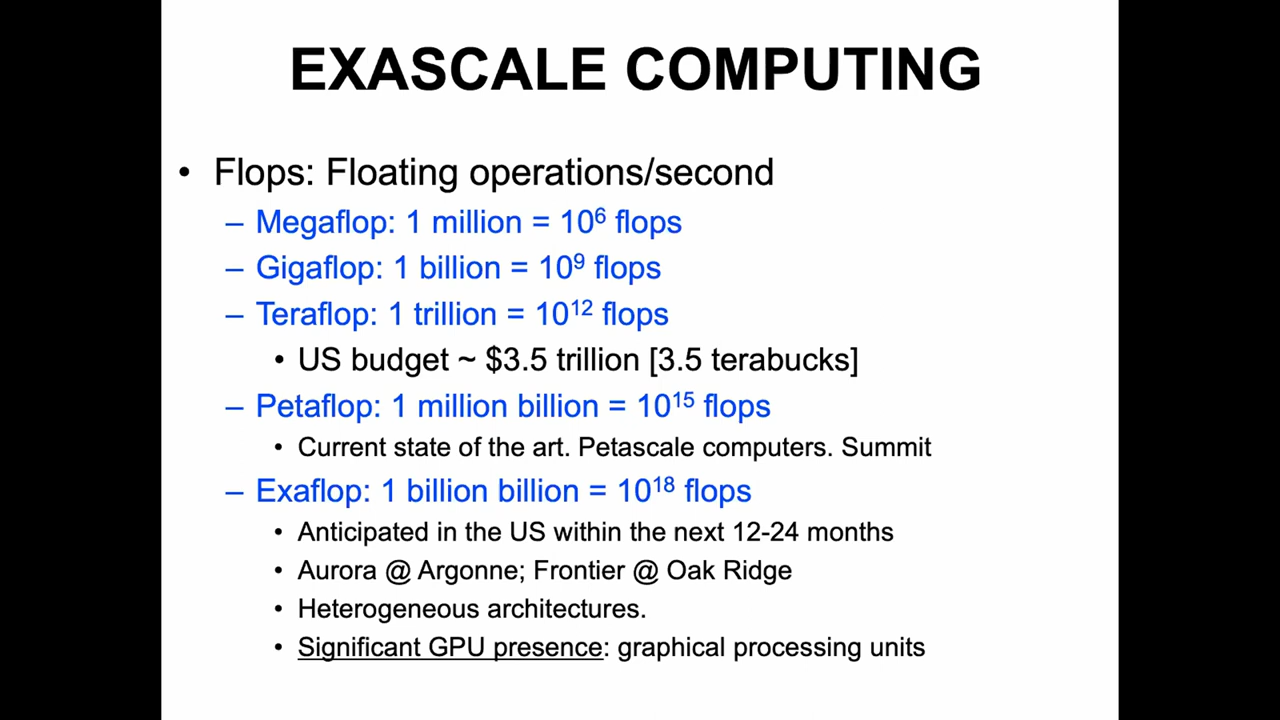 EXASCALE COMPUTING
• Flops: Floating operations/second
– Megaflop: 1 million = 10⁶ flops
– Gigaflop: 1 billion = 10⁹ flops
– Teraflop: 1 trillion = 10¹² flops
• US budget ~ $3.5 trillion [3.5 terabucks]
– Petaflop: 1 million billion = 10¹⁵ flops
• Current state of the art. Petascale computers. Summit
– Exaflop: 1 billion billion = 10¹⁸ flops
• Anticipated in the US within the next 12-24 months
• Aurora @ Argonne; Frontier @ Oak Ridge
• Heterogeneous architectures.
• Significant GPU presence: graphical processing units